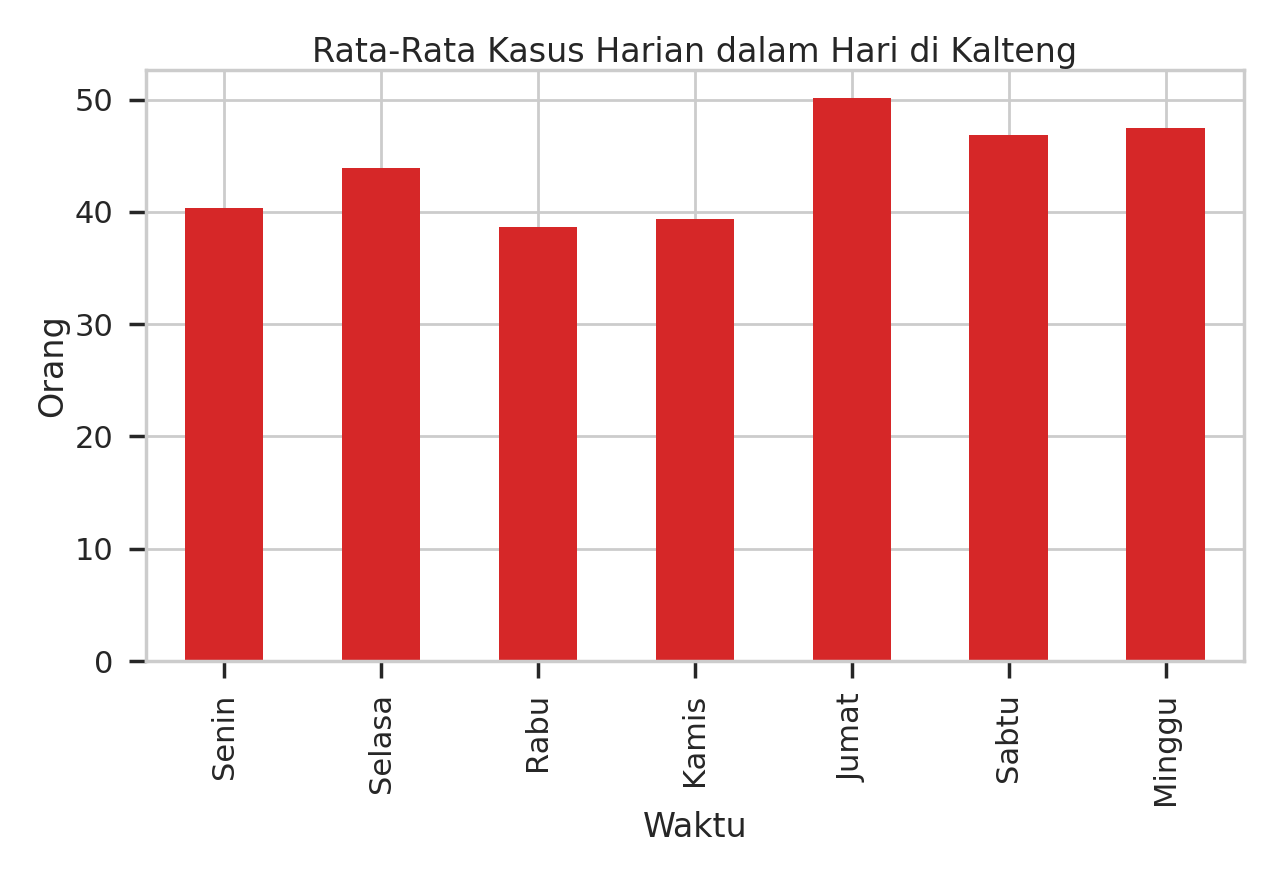 Rata-Rata Kasus Harian dalam Hari di Kalteng
Orang
50
40
30
20
10
0
Senin
Selasa
Rabu
Kamis
Jumat
Sabtu
Minggu
Waktu